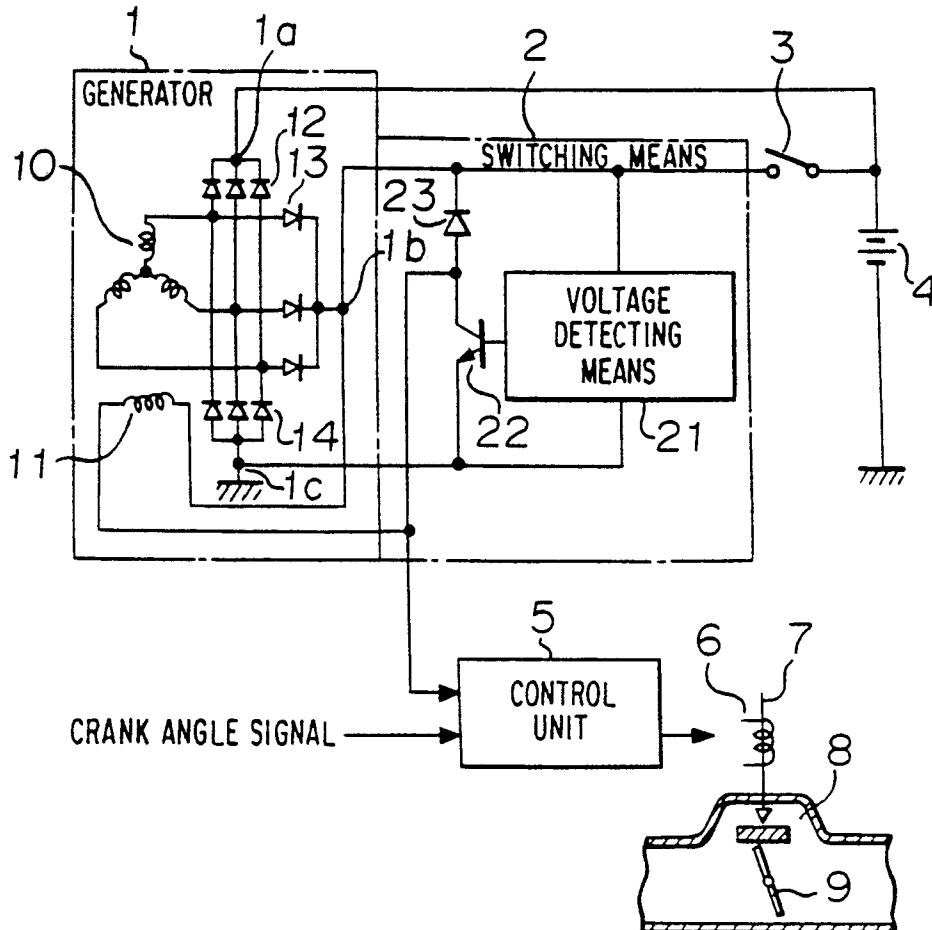 1
1a
2
3
GENERATOR
12
SWITCHING MEANS
10
13
23
1b
4
VOLTAGE
DETECTING
MEANS
22
21
11
14
1c
5
6
7
CONTROL
UNIT
CRANK ANGLE SIGNAL
8
9